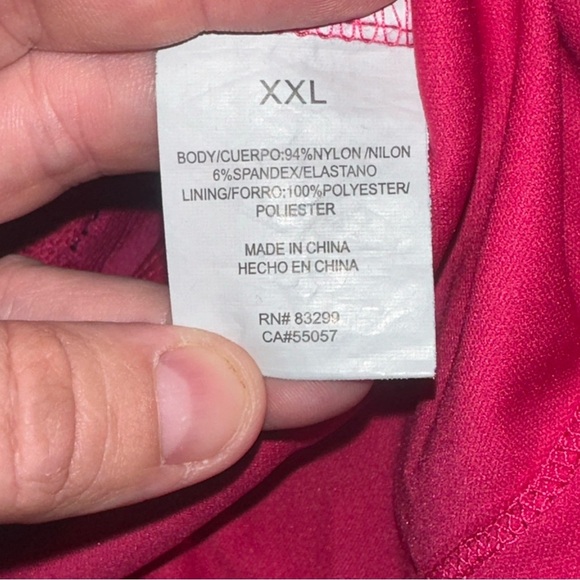 XXL
BODY/CUERPO:94%NYLON /NILON
6%SPANDEX/ELASTANO
LINING/FORRO:100%POLYESTER/
POLIESTER
MADE IN CHINA
HECHO EN CHINA
RN# 83299
CA#55057